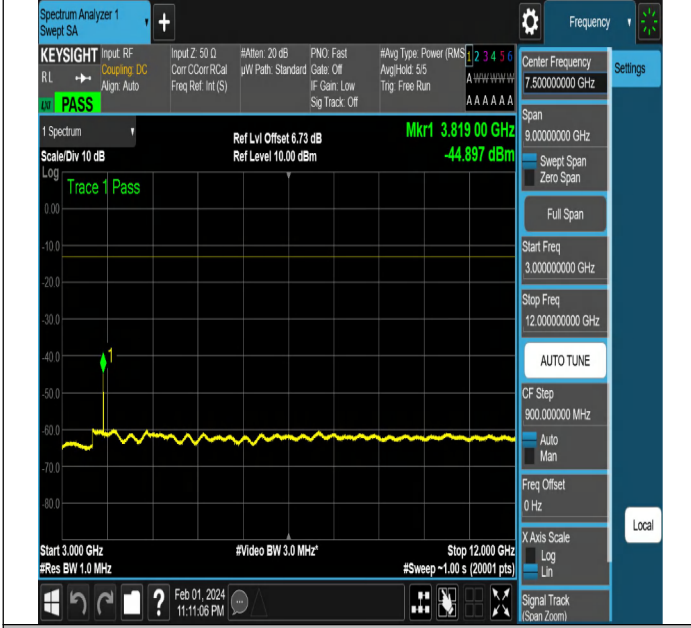 Spectrum Analyzer 1
Swept SA
Frequency
KEYSIGHT
RL
Input: RF
Coupling: DC
Align: Auto
Input Z: 50 Ω
Corr CCorr RCal
Freq Ref: Int (S)
#Atten: 20 dB
µW Path: Standard
PNO: Fast
Gate: Off
IF Gain: Low
Sig Track: Off
#Avg Type: Power (RMS
Avg|Hold: 5/5
Trig: Free Run
1 2 3 4 5 6
A W W W W W
A A A A A A
PASS
1 Spectrum
Scale/Div 10 dB
Ref Lvl Offset 6.73 dB
Ref Level 10.00 dBm
Mkr1 3.819 00 GHz
-44.897 dBm
Log
Trace 1 Pass
0.00
-10.0
-20.0
-30.0
-40.0
-50.0
-60.0
-70.0
-80.0
1
Start 3.000 GHz
#Res BW 1.0 MHz
#Video BW 3.0 MHz*
Stop 12.000 GHz
#Sweep ~1.00 s (20001 pts)
?
Feb 01, 2024
11:11:06 PM
Center Frequency
7.500000000 GHz
Span
9.00000000 GHz
Swept Span
Zero Span
Full Span
Start Freq
3.000000000 GHz
Stop Freq
12.000000000 GHz
AUTO TUNE
CF Step
900.000000 MHz
Auto
Man
Freq Offset
0 Hz
X Axis Scale
Log
Lin
Signal Track
(Span Zoom)
Settings
Local